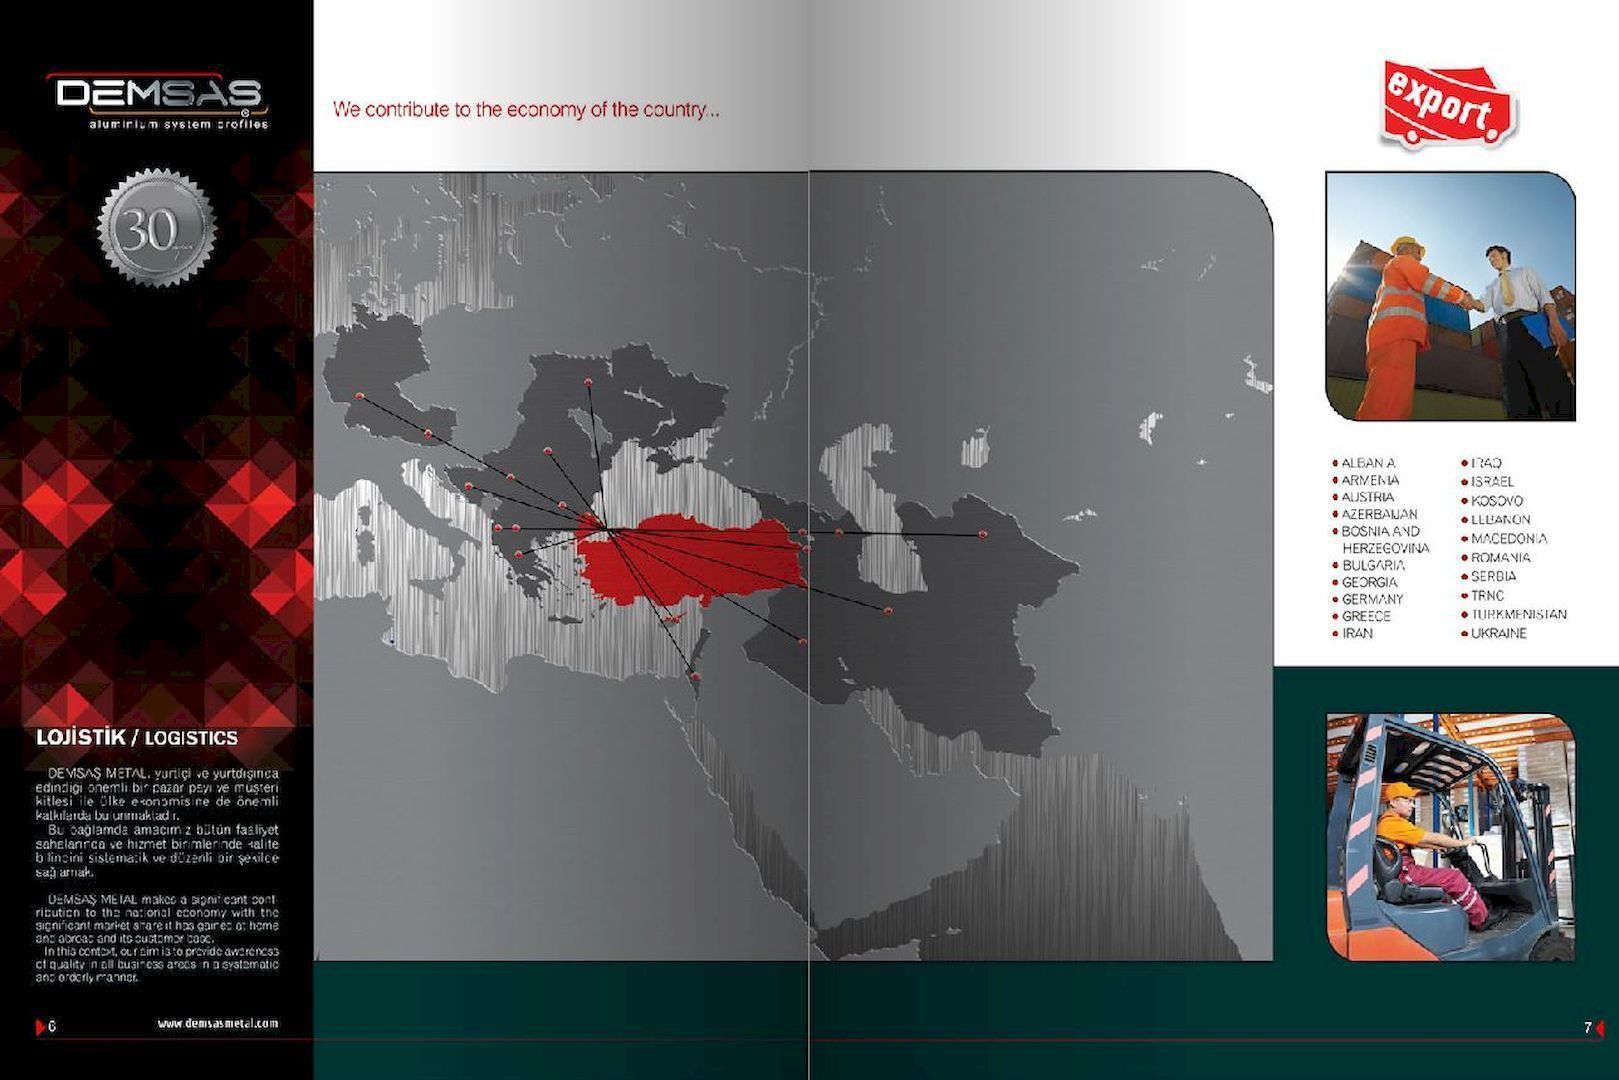 DEMSAS
®
aluminium system profiles
30
We contribute to the economy of the country...
export
ALBANIA
ARMENIA
AUSTRIA
AZERBAIJAN
BOSNIA AND
HERZEGOVINA
BULGARIA
GEORGIA
GERMANY
GREECE
IRAN
IRAQ
ISRAEL
KOSOVO
LEBANON
MACEDONIA
ROMANIA
SERBIA
TRNC
TURKMENISTAN
UKRAINE
LOJİSTİK / LOGISTICS
DEMSAŞ METAL, yurtiçi ve yurtdışında
edindiği önemli bir pazar payı ve müşteri
kitlesi ile ülke ekonomisine de önemli
katkılarda bulunmaktadır.
Bu bağlamda amacımız bütün faaliyet
sahalarında ve hizmet birimlerinde kalite
bilincini sistematik ve düzenli bir şekilde
sağlamak.
DEMSAŞ METAL makes a significant cont-
ribution to the national economy with the
significant market share it has gained at home
and abroad and its customer base.
In this context, our aim is to provide awareness
of quality in all business areas in a systematic
and orderly manner.
6
www.demsasmetal.com
7